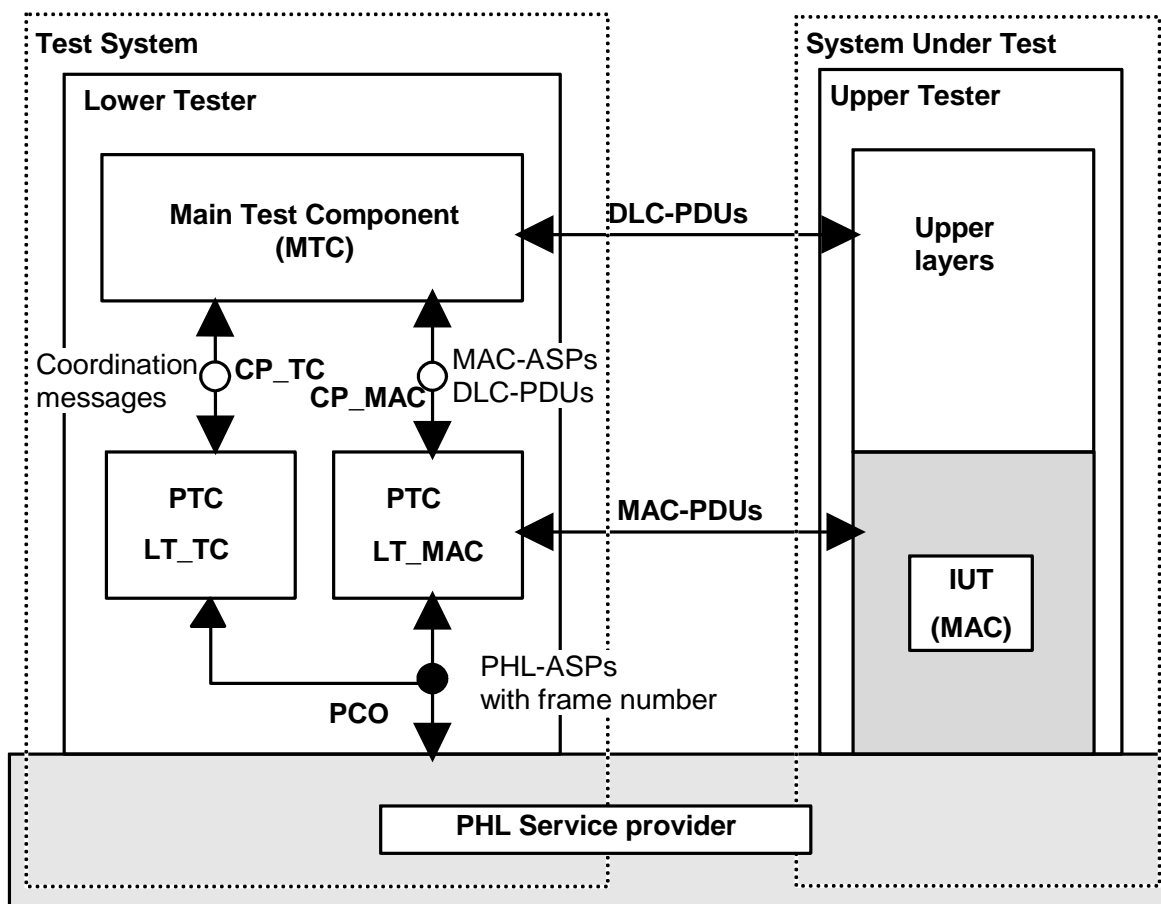 Test System
System Under Test
Lower Tester
Upper Tester
Main Test Component
(MTC)
DLC-PDUs
Upper
layers
Coordination
messages
CP_TC
MAC-ASPs
DLC-PDUs
CP_MAC
PTC
LT_TC
PTC
LT_MAC
MAC-PDUs
IUT
(MAC)
PHL-ASPs
with frame number
PCO
PHL Service provider